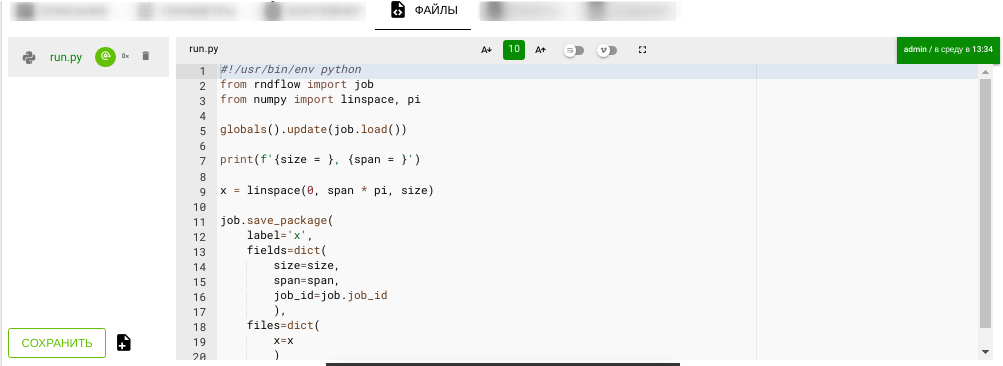 ФАЙЛЫ
run.py
0x
run.py
10
admin / в среду в 13:34
1 #!/usr/bin/env python
2 from rndflow import job
3 from numpy import linspace, pi
4
5 globals().update(job.load())
6
7 print(f'{size = }, {span = }')
8
9 x = linspace(0, span * pi, size)
10
11 job.save_package(
12     label='x',
13     fields=dict(
14         size=size,
15         span=span,
16         job_id=job.job_id
17         ),
18     files=dict(
19         x=x
20         )
СОХРАНИТЬ